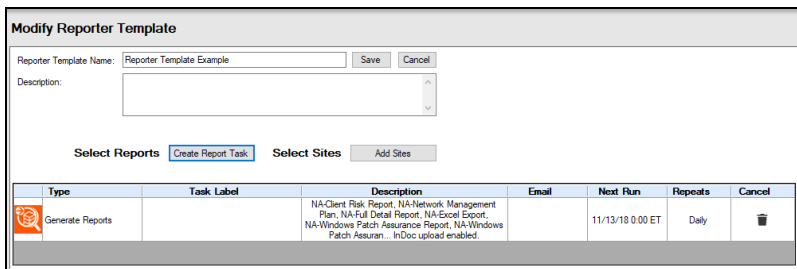 Modify Reporter Template
Reporter Template Name: Reporter Template Example Save Cancel
Description:
Select Reports Create Report Task Select Sites Add Sites
Type Task Label Description Email Next Run Repeats Cancel
NA-Client Risk Report, NA-Network Management
Plan, NA-Full Detail Report, NA-Excel Export,
Generate Reports NA-Windows Patch Assurance Report, NA-Windows 11/13/18 0:00 ET Daily
Patch Assuran... InDoc upload enabled.